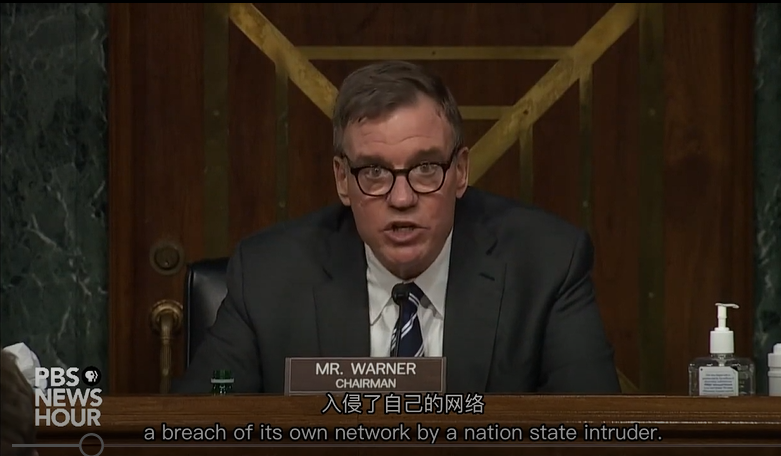 MR. WARNER
CHAIRMAN
PBS
NEWS
HOUR
入侵了自己的网络
a breach of its own network by a nation state intruder.